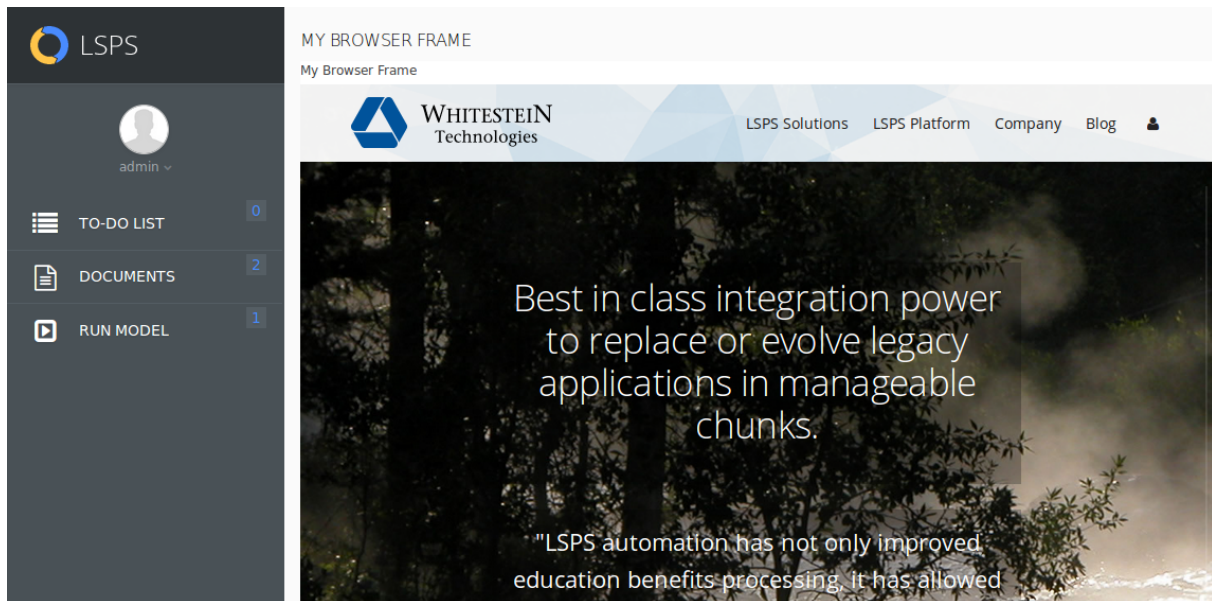 LSPS
admin
TO-DO LIST 0
DOCUMENTS 2
RUN MODEL 1
MY BROWSER FRAME
My Browser Frame
WHITESTEIN
Technologies
LSPS Solutions LSPS Platform Company Blog
Best in class integration power
to replace or evolve legacy
applications in manageable
chunks.
"LSPS automation has not only improved
education benefits processing, it has allowed